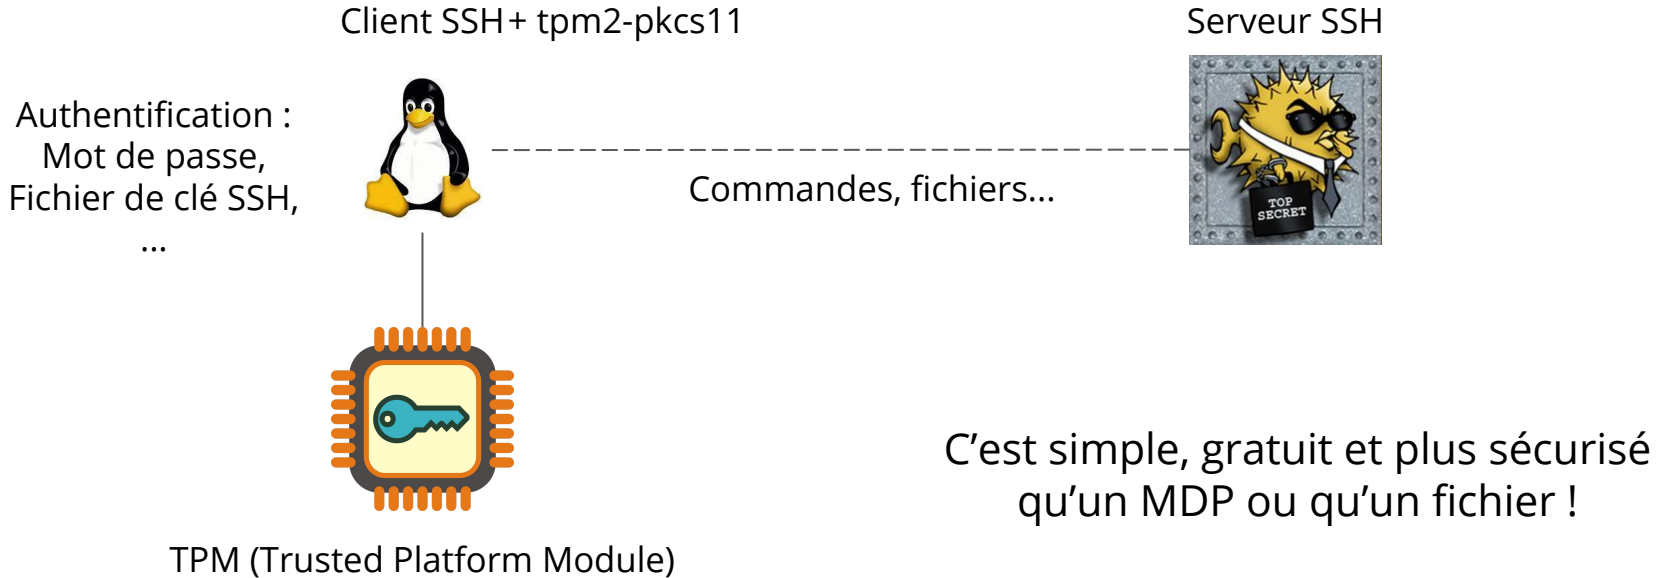 Client SSH+ tpm2-pkcs11
Serveur SSH
Authentification :
Mot de passe,
Fichier de clé SSH,
...
Commandes, fichiers...
TOP
SECRET
C’est simple, gratuit et plus sécurisé
qu’un MDP ou qu’un fichier !
TPM (Trusted Platform Module)